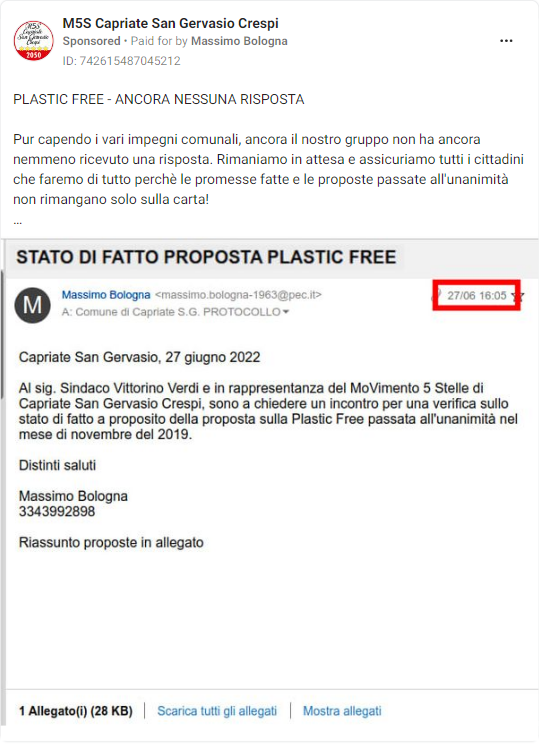 M5S
Capriate
San Gervasio
Crespi
2050
M5S Capriate San Gervasio Crespi
Sponsored • Paid for by Massimo Bologna
ID: 742615487045212
PLASTIC FREE - ANCORA NESSUNA RISPOSTA
Pur capendo i vari impegni comunali, ancora il nostro gruppo non ha ancora
nemmeno ricevuto una risposta. Rimaniamo in attesa e assicuriamo tutti i cittadini
che faremo di tutto perchè le promesse fatte e le proposte passate all'unanimità
non rimangano solo sulla carta!
...
STATO DI FATTO PROPOSTA PLASTIC FREE
M
Massimo Bologna <massimo.bologna-1963@pec.it>
27/06 16:05
A: Comune di Capriate S.G. PROTOCOLLO
Capriate San Gervasio, 27 giugno 2022
Al sig. Sindaco Vittorino Verdi e in rappresentanza del MoVimento 5 Stelle di
Capriate San Gervasio Crespi, sono a chiedere un incontro per una verifica sullo
stato di fatto a proposito della proposta sulla Plastic Free passata all'unanimità nel
mese di novembre del 2019.
Distinti saluti
Massimo Bologna
3343992898
Riassunto proposte in allegato
1 Allegato(i) (28 KB)
Scarica tutti gli allegati
Mostra allegati